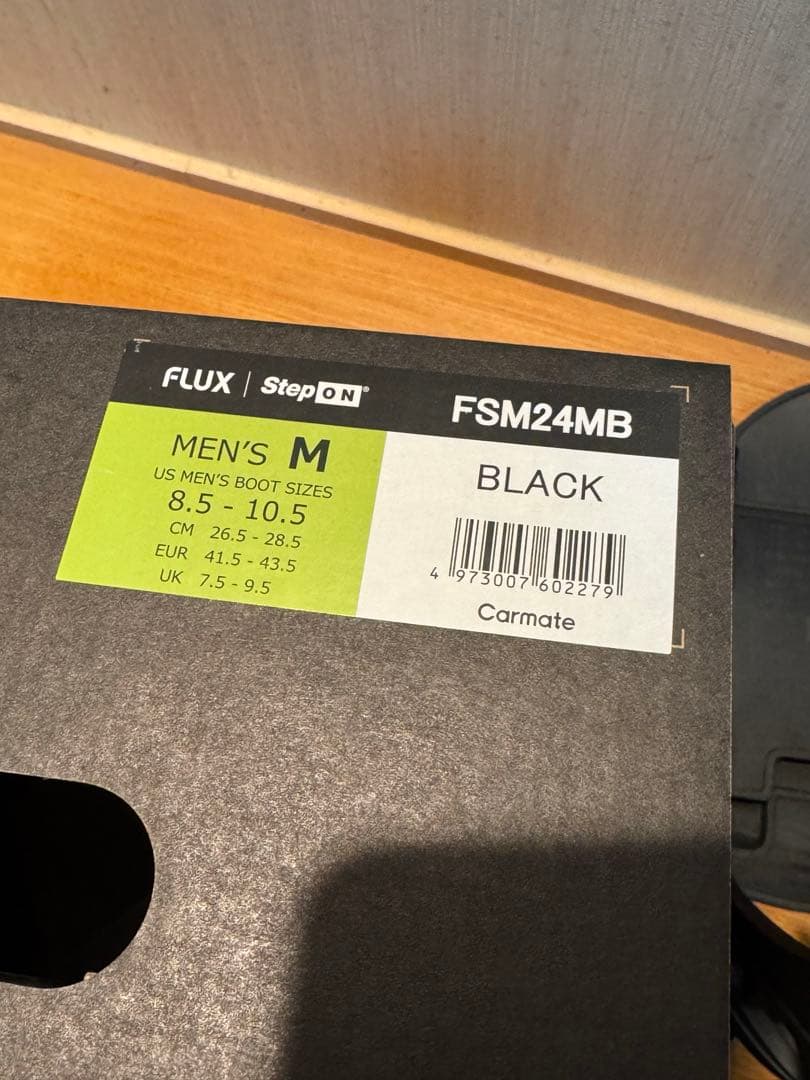 FLUX | StepON®
FSM24MB
MEN'S M
US MEN'S BOOT SIZES
8.5 - 10.5
CM 26.5 - 28.5
EUR 41.5 - 43.5
UK 7.5 - 9.5
BLACK
4 973007 602279
Carmate